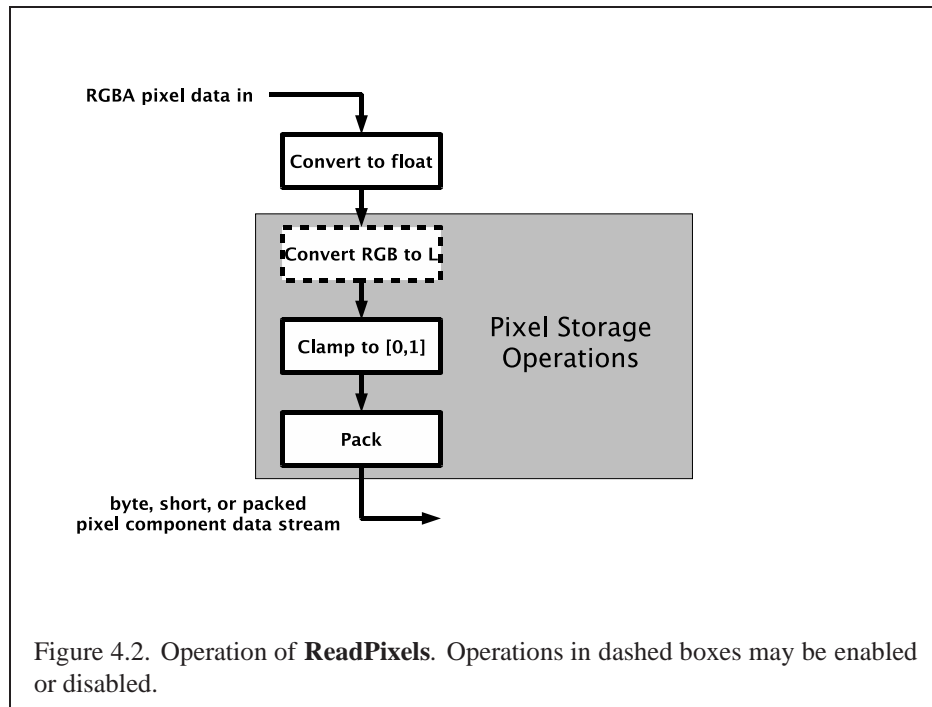 RGBA pixel data in
Convert to float
Convert RGB to L
Clamp to [0,1]
Pixel Storage
Operations
Pack
byte, short, or packed
pixel component data stream
Figure 4.2. Operation of ReadPixels. Operations in dashed boxes may be enabled
or disabled.